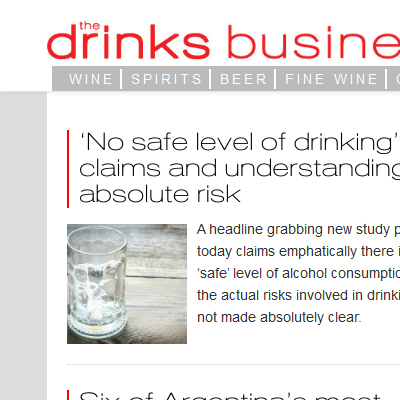 the
drinks busine
WINE SPIRITS BEER FINE WINE
‘No safe level of drinking’
claims and understanding
absolute risk
A headline grabbing new study p
today claims emphatically there i
‘safe’ level of alcohol consumptio
the actual risks involved in drinki
not made absolutely clear.
Six of Argentina’s most